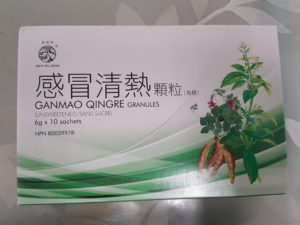 感冒清熱 顆粒 (無糖)
GANMAO QINGRE GRANULES
(UNSWEETENED/SANS SUCRE)
6g x 10 sachets
NPN 80029978